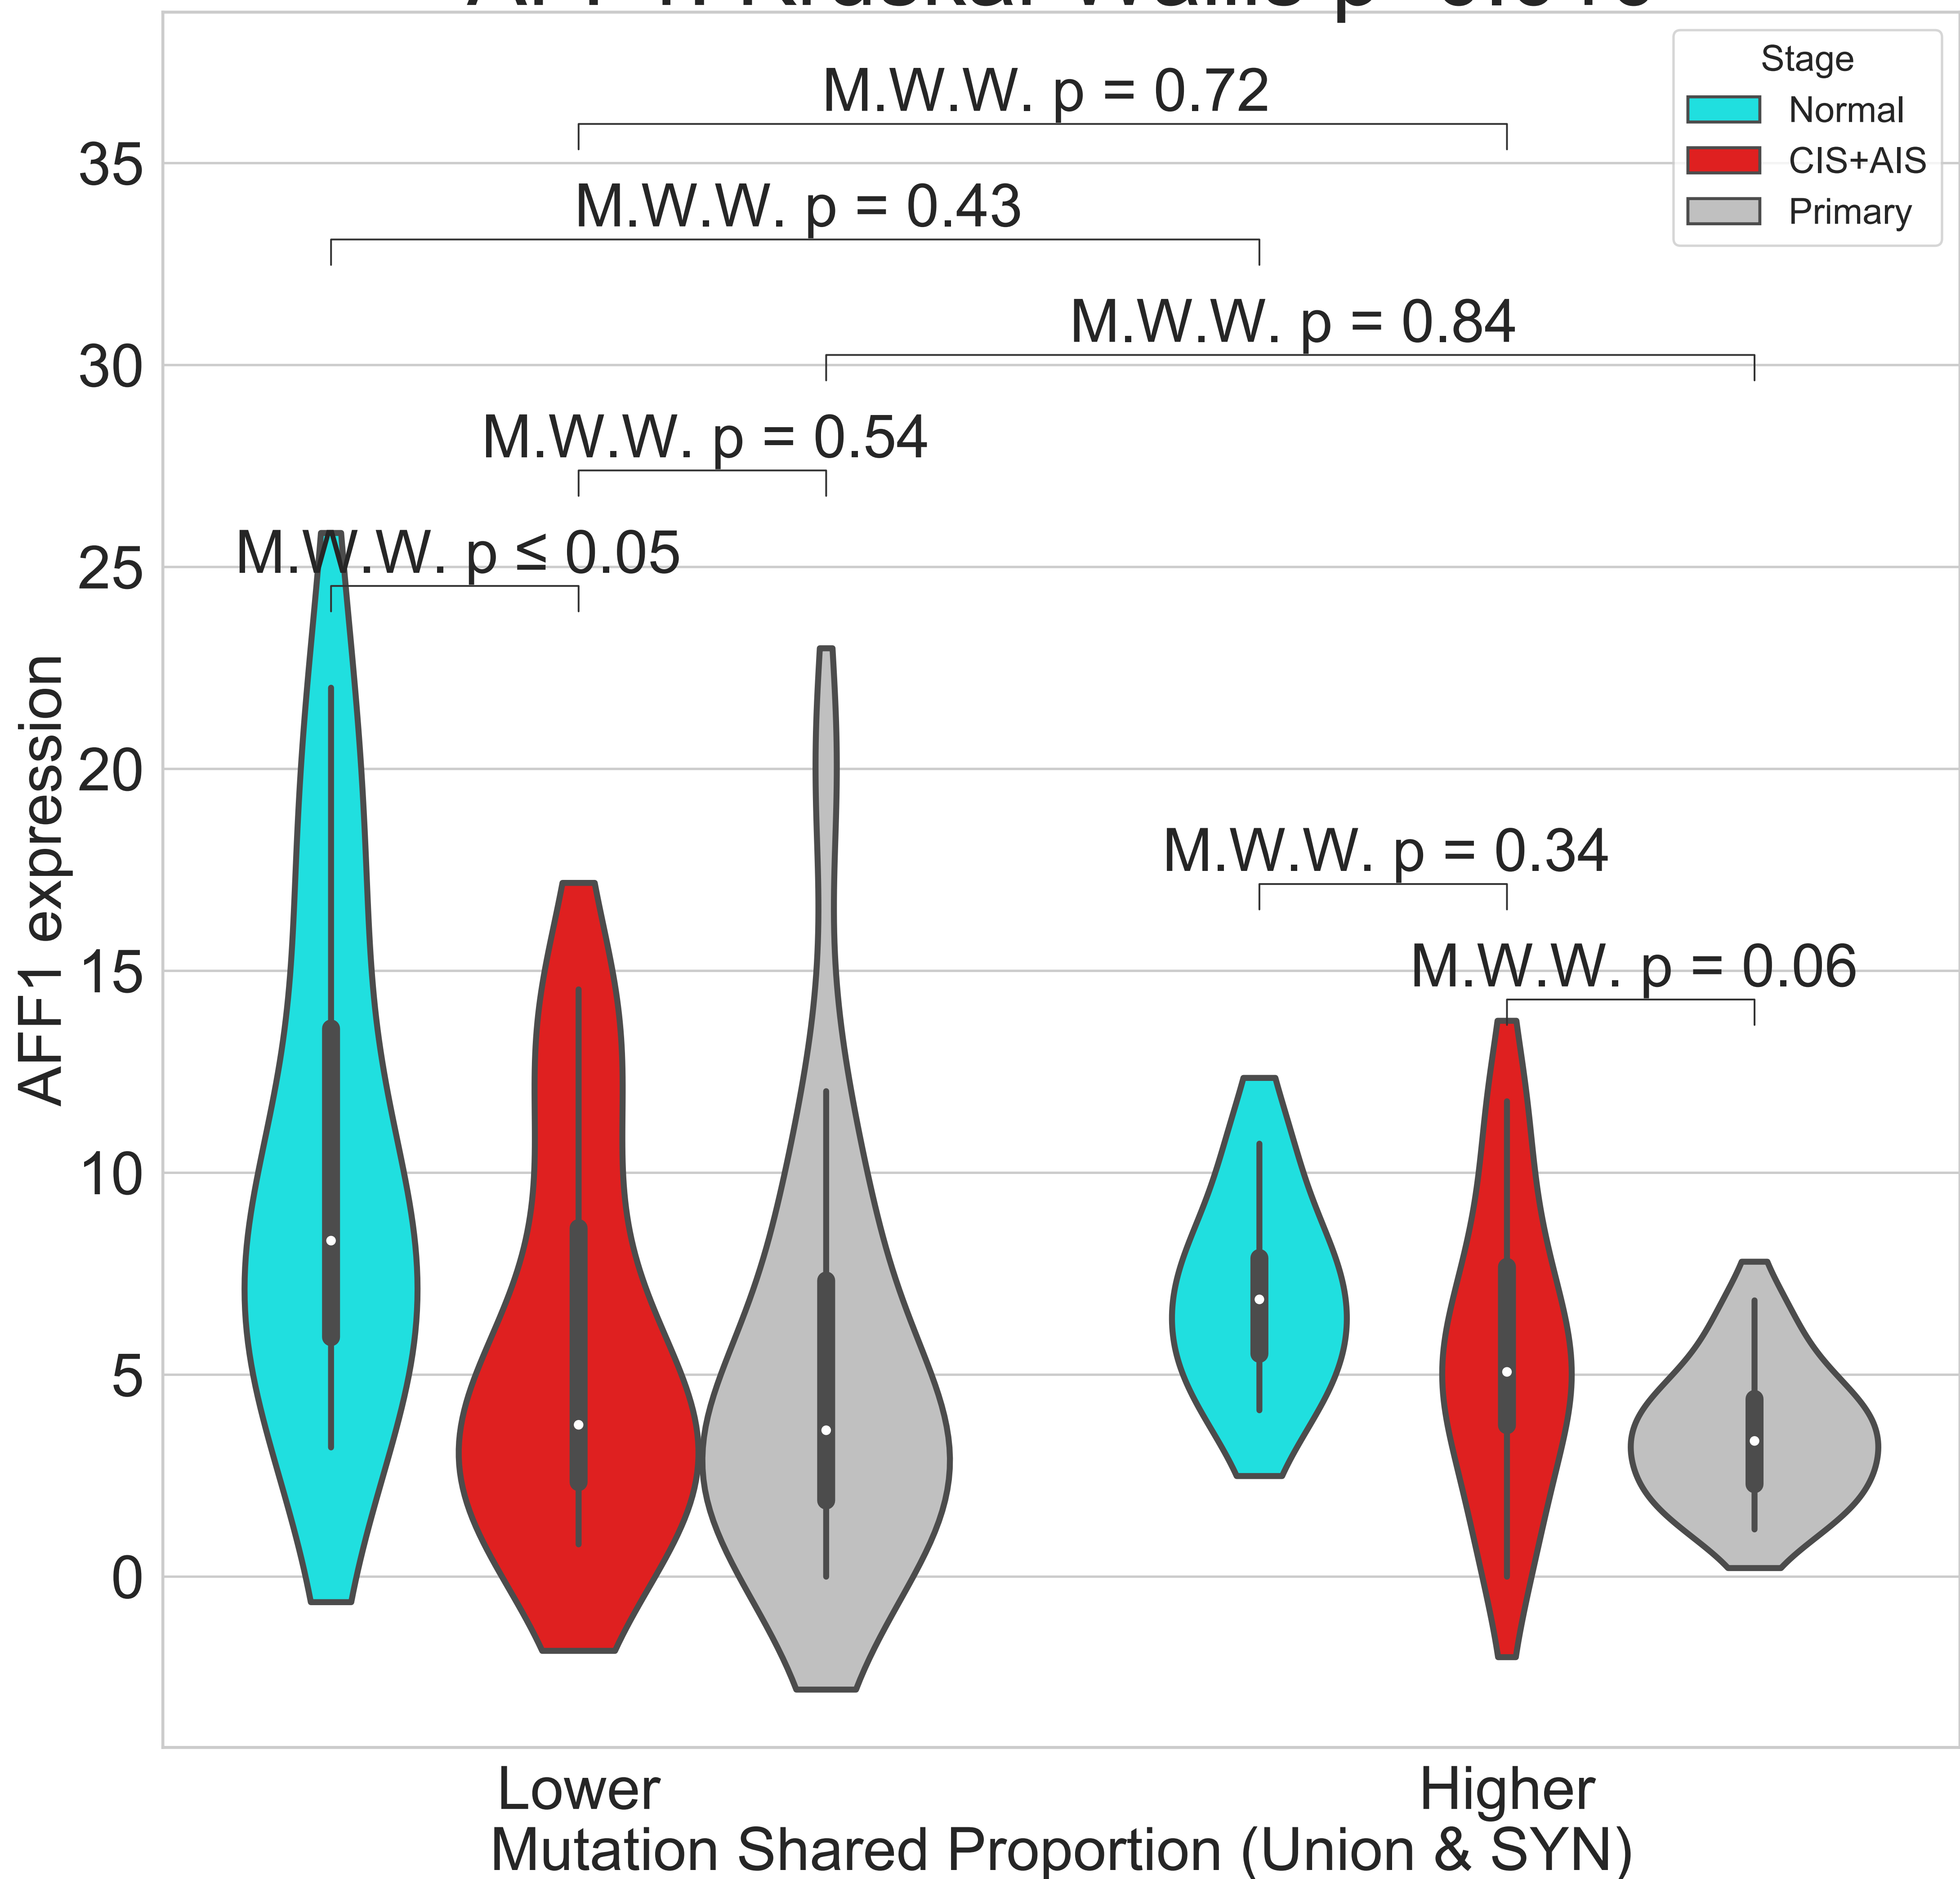 Stage
Normal
CIS+AIS
Primary
M.W.W. p = 0.72
M.W.W. p = 0.43
M.W.W. p = 0.84
M.W.W. p = 0.54
M.W.W. p ≤ 0.05
M.W.W. p = 0.34
M.W.W. p = 0.06
35
30
25
20
15
10
5
0
AFF1 expression
Lower
Higher
Mutation Shared Proportion (Union & SYN)